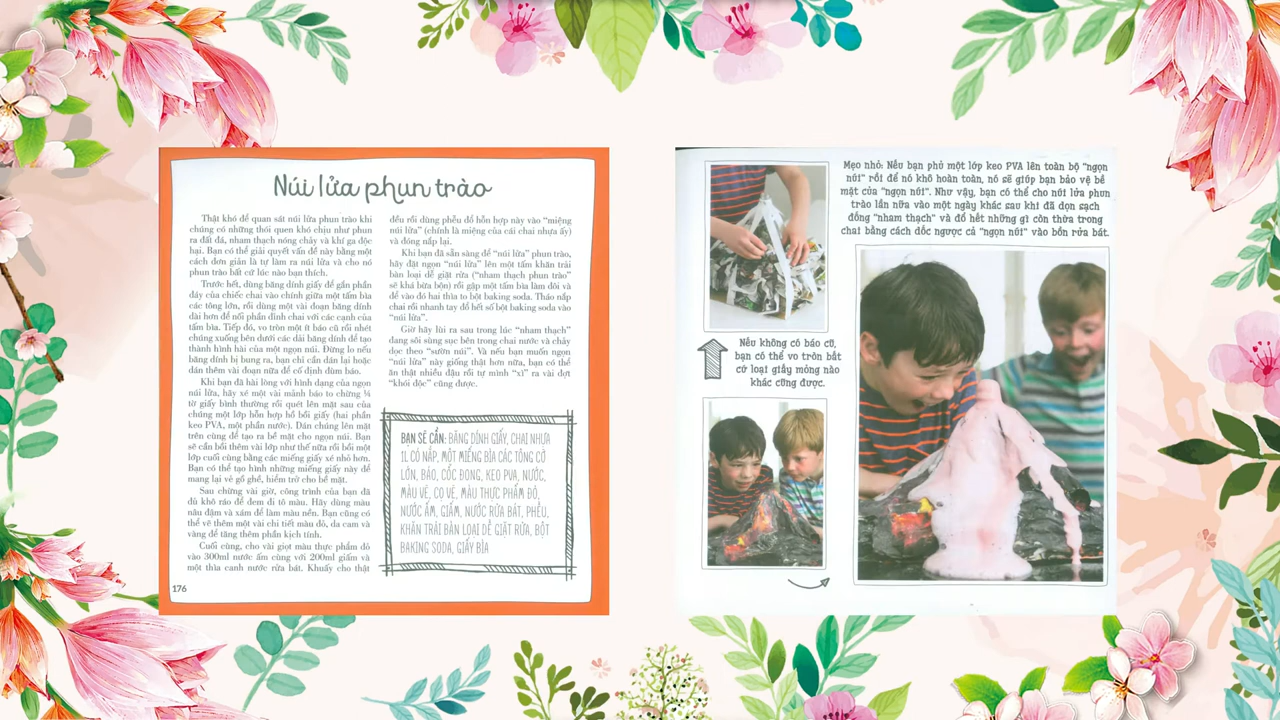 Núi lửa phun trào
Thật khó để quan sát núi lửa phun trào khi
chúng có những thói quen khó chịu như phun
ra đất đá, nham thạch nóng chảy và khí ga độc
hại. Bạn có thể giải quyết vấn đề này bằng một
cách đơn giản là tự làm ra núi lửa và cho nó
phun trào bất cứ lúc nào bạn thích.
Trước hết, dùng băng dính giấy để gắn phần
đáy của chiếc chai vào chính giữa một tấm bìa
các tông lớn, rồi dùng một vài đoạn băng dính
dài hơn để nối phần đỉnh chai với các cạnh của
tấm bìa. Tiếp đó, vo tròn một ít báo cũ rồi nhét
chúng xuống bên dưới các dải băng dính để tạo
thành hình hài của một ngọn núi. Đừng lo nếu
băng dính bị bung ra, bạn chỉ cần dán lại hoặc
dán thêm vài đoạn nữa để cố định dúm báo.
Khi bạn đã hài lòng với hình dạng của ngọn
núi lửa, hãy xé một vài mảnh báo to chừng ¼
tờ giấy bình thường rồi quét lên mặt sau của
chúng một lớp hỗn hợp hồ bồi giấy (hai phần
keo PVA, một phần nước). Dán chúng lên mặt
trên cùng để tạo ra bề mặt cho ngọn núi. Bạn
sẽ cần bồi thêm vài lớp như thế nữa rồi bồi một
lớp cuối cùng bằng các miếng giấy xé nhỏ hơn.
Bạn có thể tạo hình những miếng giấy này để
mang lại vẻ gồ ghề, hiểm trở cho bề mặt.
Sau chừng vài giờ, công trình của bạn đã
đủ khô ráo để đem đi tô màu. Hãy dùng màu
nâu đậm và xám để làm màu nền. Bạn cũng có
thể vẽ thêm một vài chi tiết màu đỏ, da cam và
vàng để tăng thêm phần kịch tính.
Cuối cùng, cho vài giọt màu thực phẩm đỏ
vào 300ml nước ấm cùng với 200ml giấm và
một thìa canh nước rửa bát. Khuấy cho thật
176
đều rồi dùng phễu đổ hỗn hợp này vào “miệng
núi lửa” (chính là miệng của cái chai nhựa ấy)
và đóng nắp lại.
Khi bạn đã sẵn sàng để “núi lửa” phun trào,
hãy đặt ngọn “núi lửa” lên một tấm khăn trải
bàn loại dễ giặt rửa (“nham thạch phun trào”
sẽ khá bừa bộn) rồi gập một tấm bìa làm đôi và
để vào đó hai thìa to bột baking soda. Tháo nắp
chai rồi nhanh tay đổ hết số bột baking soda vào
“núi lửa”.
Giờ hãy lùi ra sau trong lúc “nham thạch”
đang sôi sùng sục bên trong chai nước và chảy
dọc theo “sườn núi”. Và nếu bạn muốn ngọn
“núi lửa” này giống thật hơn nữa, bạn có thể
ăn thật nhiều đậu rồi tự mình “xì” ra vài đợt
“khói độc” cũng được.
BẠN SẼ CẦN: BĂNG DÍNH GIẤY, CHAI NHỰA
1L CÓ NẮP, MỘT MIẾNG BÌA CÁC TÔNG CỠ
LỚN, BÁO, CỐC ĐONG, KEO PVA, NƯỚC,
MÀU VẼ, CỌ VẼ, MÀU THỰC PHẨM ĐỎ,
NƯỚC ẤM, GIẤM, NƯỚC RỬA BÁT, PHỄU,
KHĂN TRẢI BÀN LOẠI DỄ GIẶT RỬA, BỘT
BAKING SODA, GIẤY BÌA
Mẹo nhỏ: Nếu bạn phủ một lớp keo PVA lên toàn bộ “ngọn
núi” rồi để nó khô hoàn toàn, nó sẽ giúp bạn bảo vệ bề
mặt của “ngọn núi”. Như vậy, bạn có thể cho núi lửa phun
trào lần nữa vào một ngày khác sau khi đã dọn sạch
đống “nham thạch” và đổ hết những gì còn thừa trong
chai bằng cách dốc ngược cả “ngọn núi” vào bồn rửa bát.
Nếu không có báo cũ,
bạn có thể vo tròn bất
cứ loại giấy mỏng nào
khác cũng được.